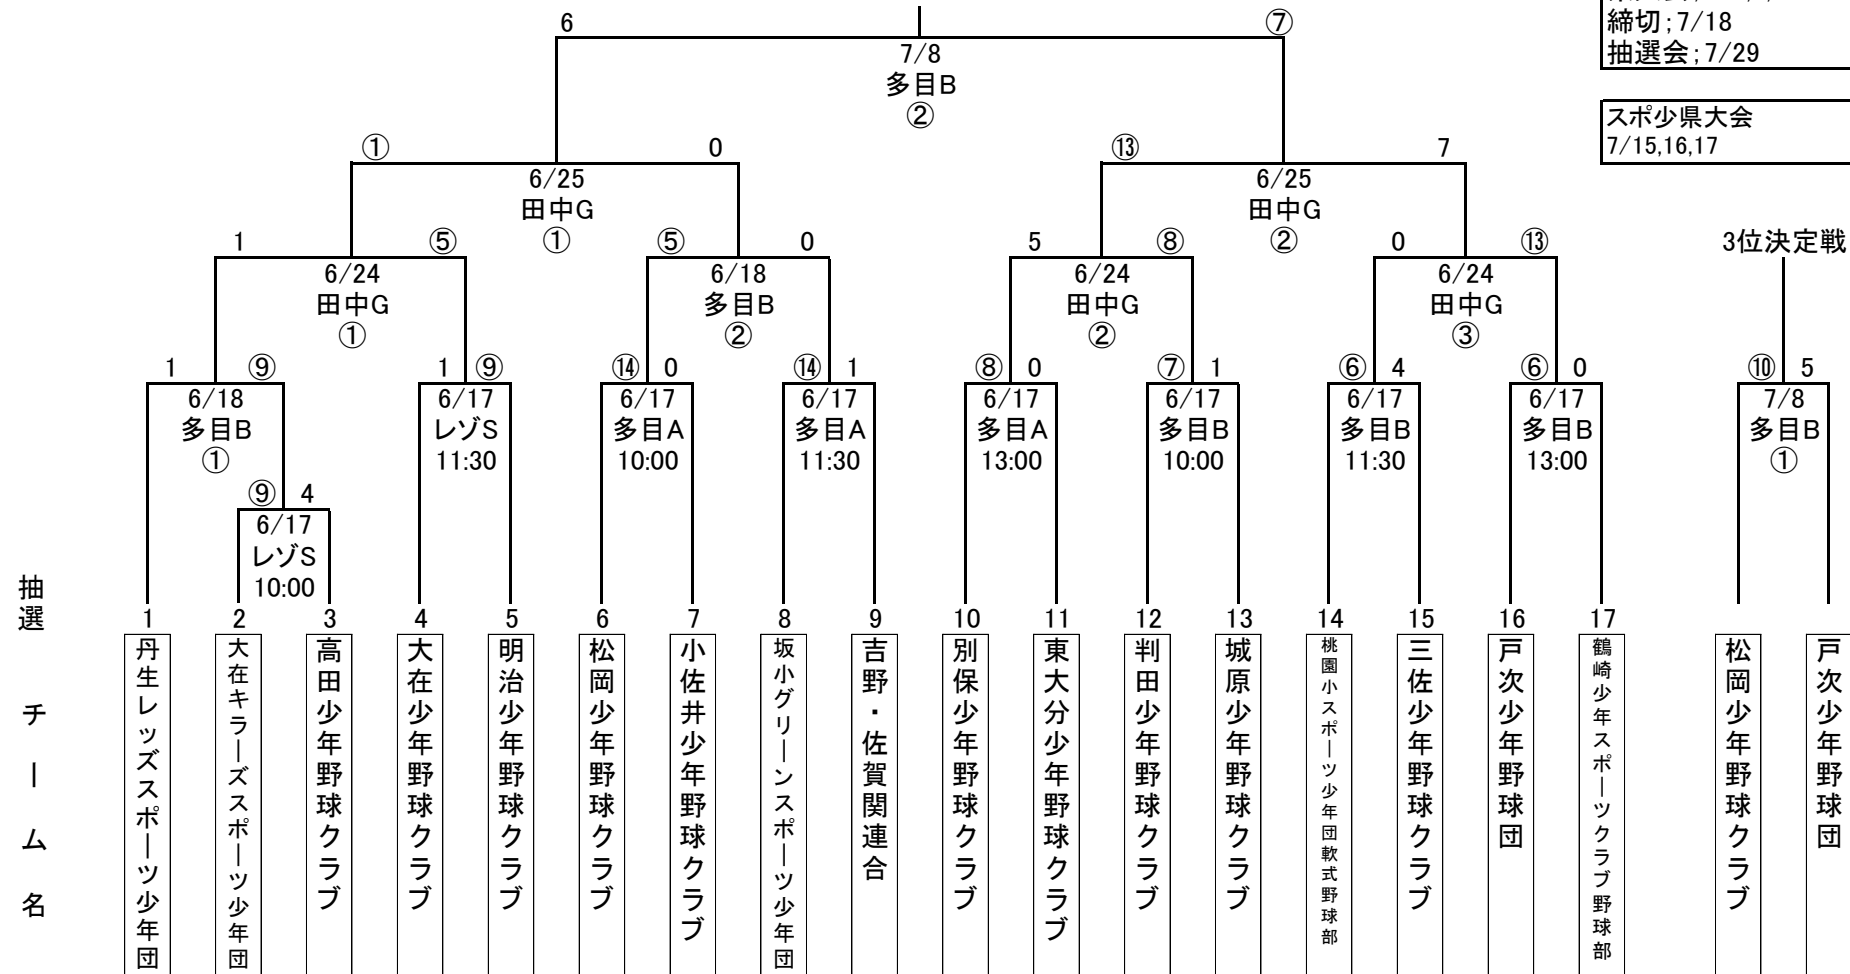 締切;7/18
抽選会;7/29
スポ少県大会
7/15,16,17
6 ⑦
7/8
多目B
②
① 0 ⑬ 7
6/25 6/25
田中G 田中G
① ②
1 ⑤ ⑤ 0 5 ⑧ 0 ⑬ 3位決定戦
6/24 6/18 6/24 6/24
田中G 多目B 田中G 田中G
① ② ② ③
1 ⑨ 1 ⑨ ⑭ 0 ⑭ 1 ⑧ 0 ⑦ 1 ⑥ 4 ⑥ 0 ⑩ 5
6/18 6/17 6/17 6/17 6/17 6/17 6/17 6/17 7/8
多目B レゾS 多目A 多目A 多目A 多目B 多目B 多目B 多目B
① 11:30 10:00 11:30 13:00 10:00 11:30 13:00 ①
⑨ 4
6/17
レゾS
10:00
抽選
1 2 3 4 5 6 7 8 9 10 11 12 13 14 15 16 17
チーム名
丹生レッズスポーツ少年団
大在キラーズスポーツ少年団
高田少年野球クラブ
大在少年野球クラブ
明治少年野球クラブ
松岡少年野球クラブ
小佐井少年野球クラブ
坂小グリーンスポーツ少年団
吉野・佐賀関連合
別保少年野球クラブ
東大分少年野球クラブ
判田少年野球クラブ
城原少年野球クラブ
桃園小スポーツ少年団軟式野球部
三佐少年野球クラブ
戸次少年野球団
鶴崎少年スポーツクラブ野球部
松岡少年野球クラブ
戸次少年野球団